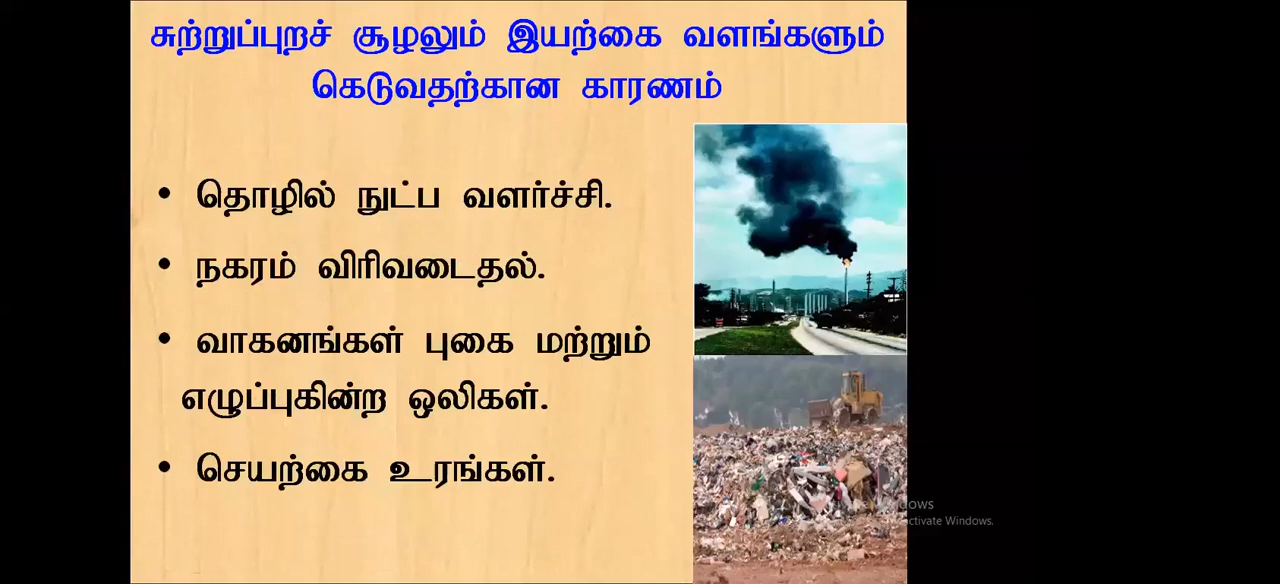 சுற்றுப்புறச் சூழலும் இயற்கை வளங்களும்
கெடுவதற்கான காரணம்
• தொழில் நுட்ப வளர்ச்சி.
• நகரம் விரிவடைதல்.
• வாகனங்கள் புகை மற்றும்
எழுப்புகின்ற ஒலிகள்.
• செயற்கை உரங்கள்.